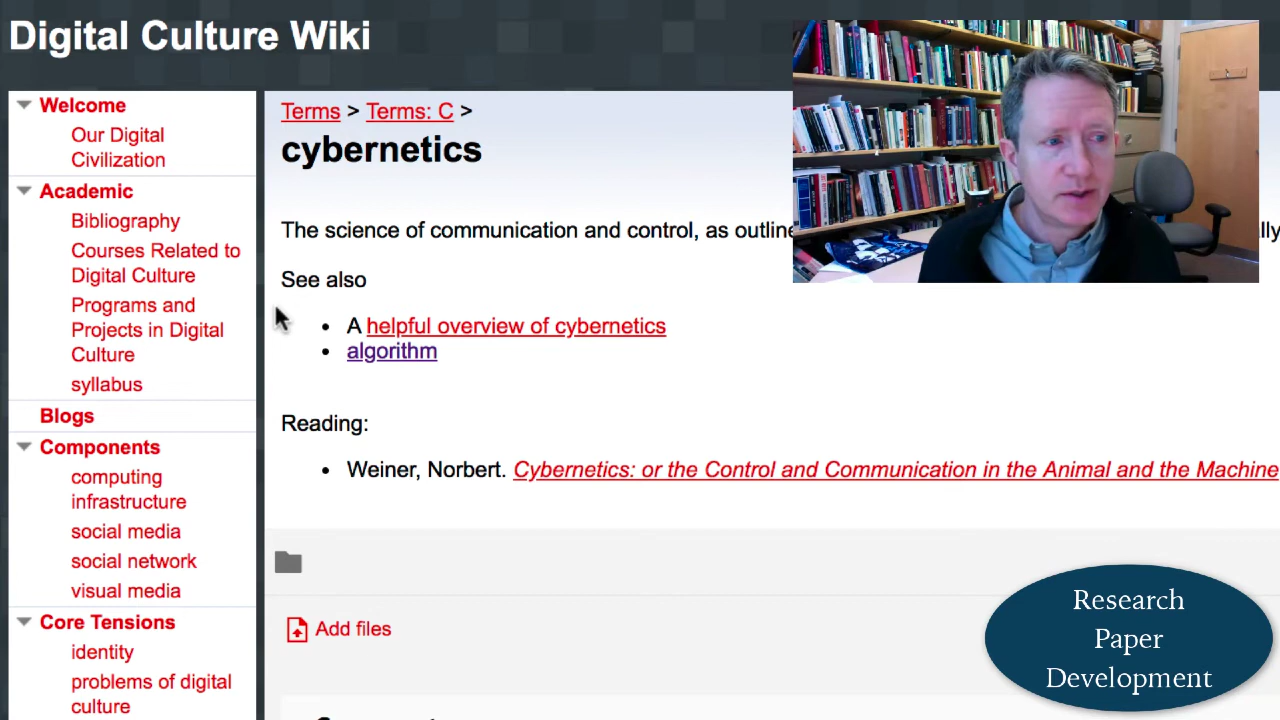 Digital Culture Wiki
Welcome
Our Digital
Civilization
Academic
Bibliography
Courses Related to
Digital Culture
Programs and
Projects in Digital
Culture
syllabus
Blogs
Components
computing
infrastructure
social media
social network
visual media
Core Tensions
identity
problems of digital
culture
Terms > Terms: C >
cybernetics
The science of communication and control, as
See also
• A helpful overview of cybernetics
• algorithm
Reading:
• Weiner, Norbert. Cybernetics: or the Control and Communication in the Animal and the Machine
Add files
Research
Paper
Development